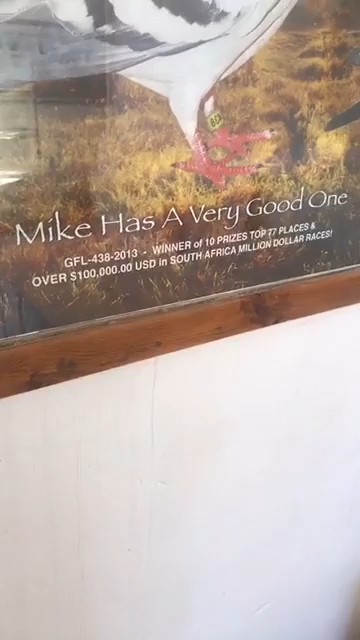 Mike Has A Very Good One
GFL-438-2013 - WINNER of 10 PRIZES TOP 77 PLACES &
OVER $100,000.00 USD in SOUTH AFRICA MILLION DOLLAR RACES!